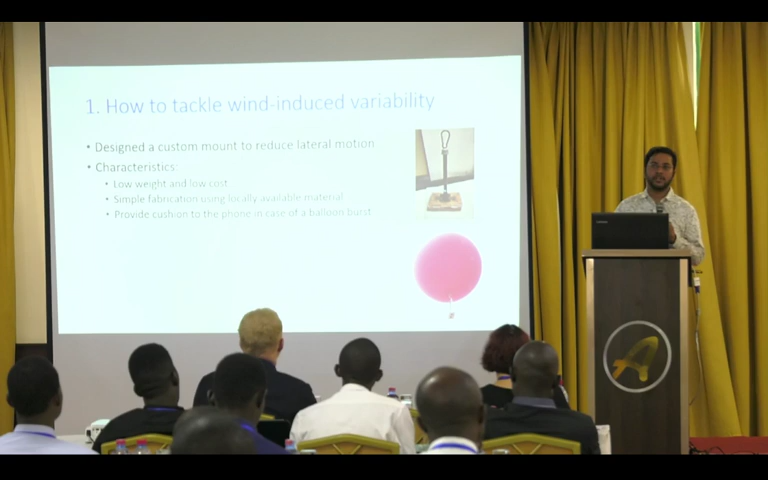 1. How to tackle wind-induced variability
• Designed a custom mount to reduce lateral motion
• Characteristics:
• Low weight and low cost
• Simple fabrication using locally available material
• Provide cushion to the phone in case of a balloon burst